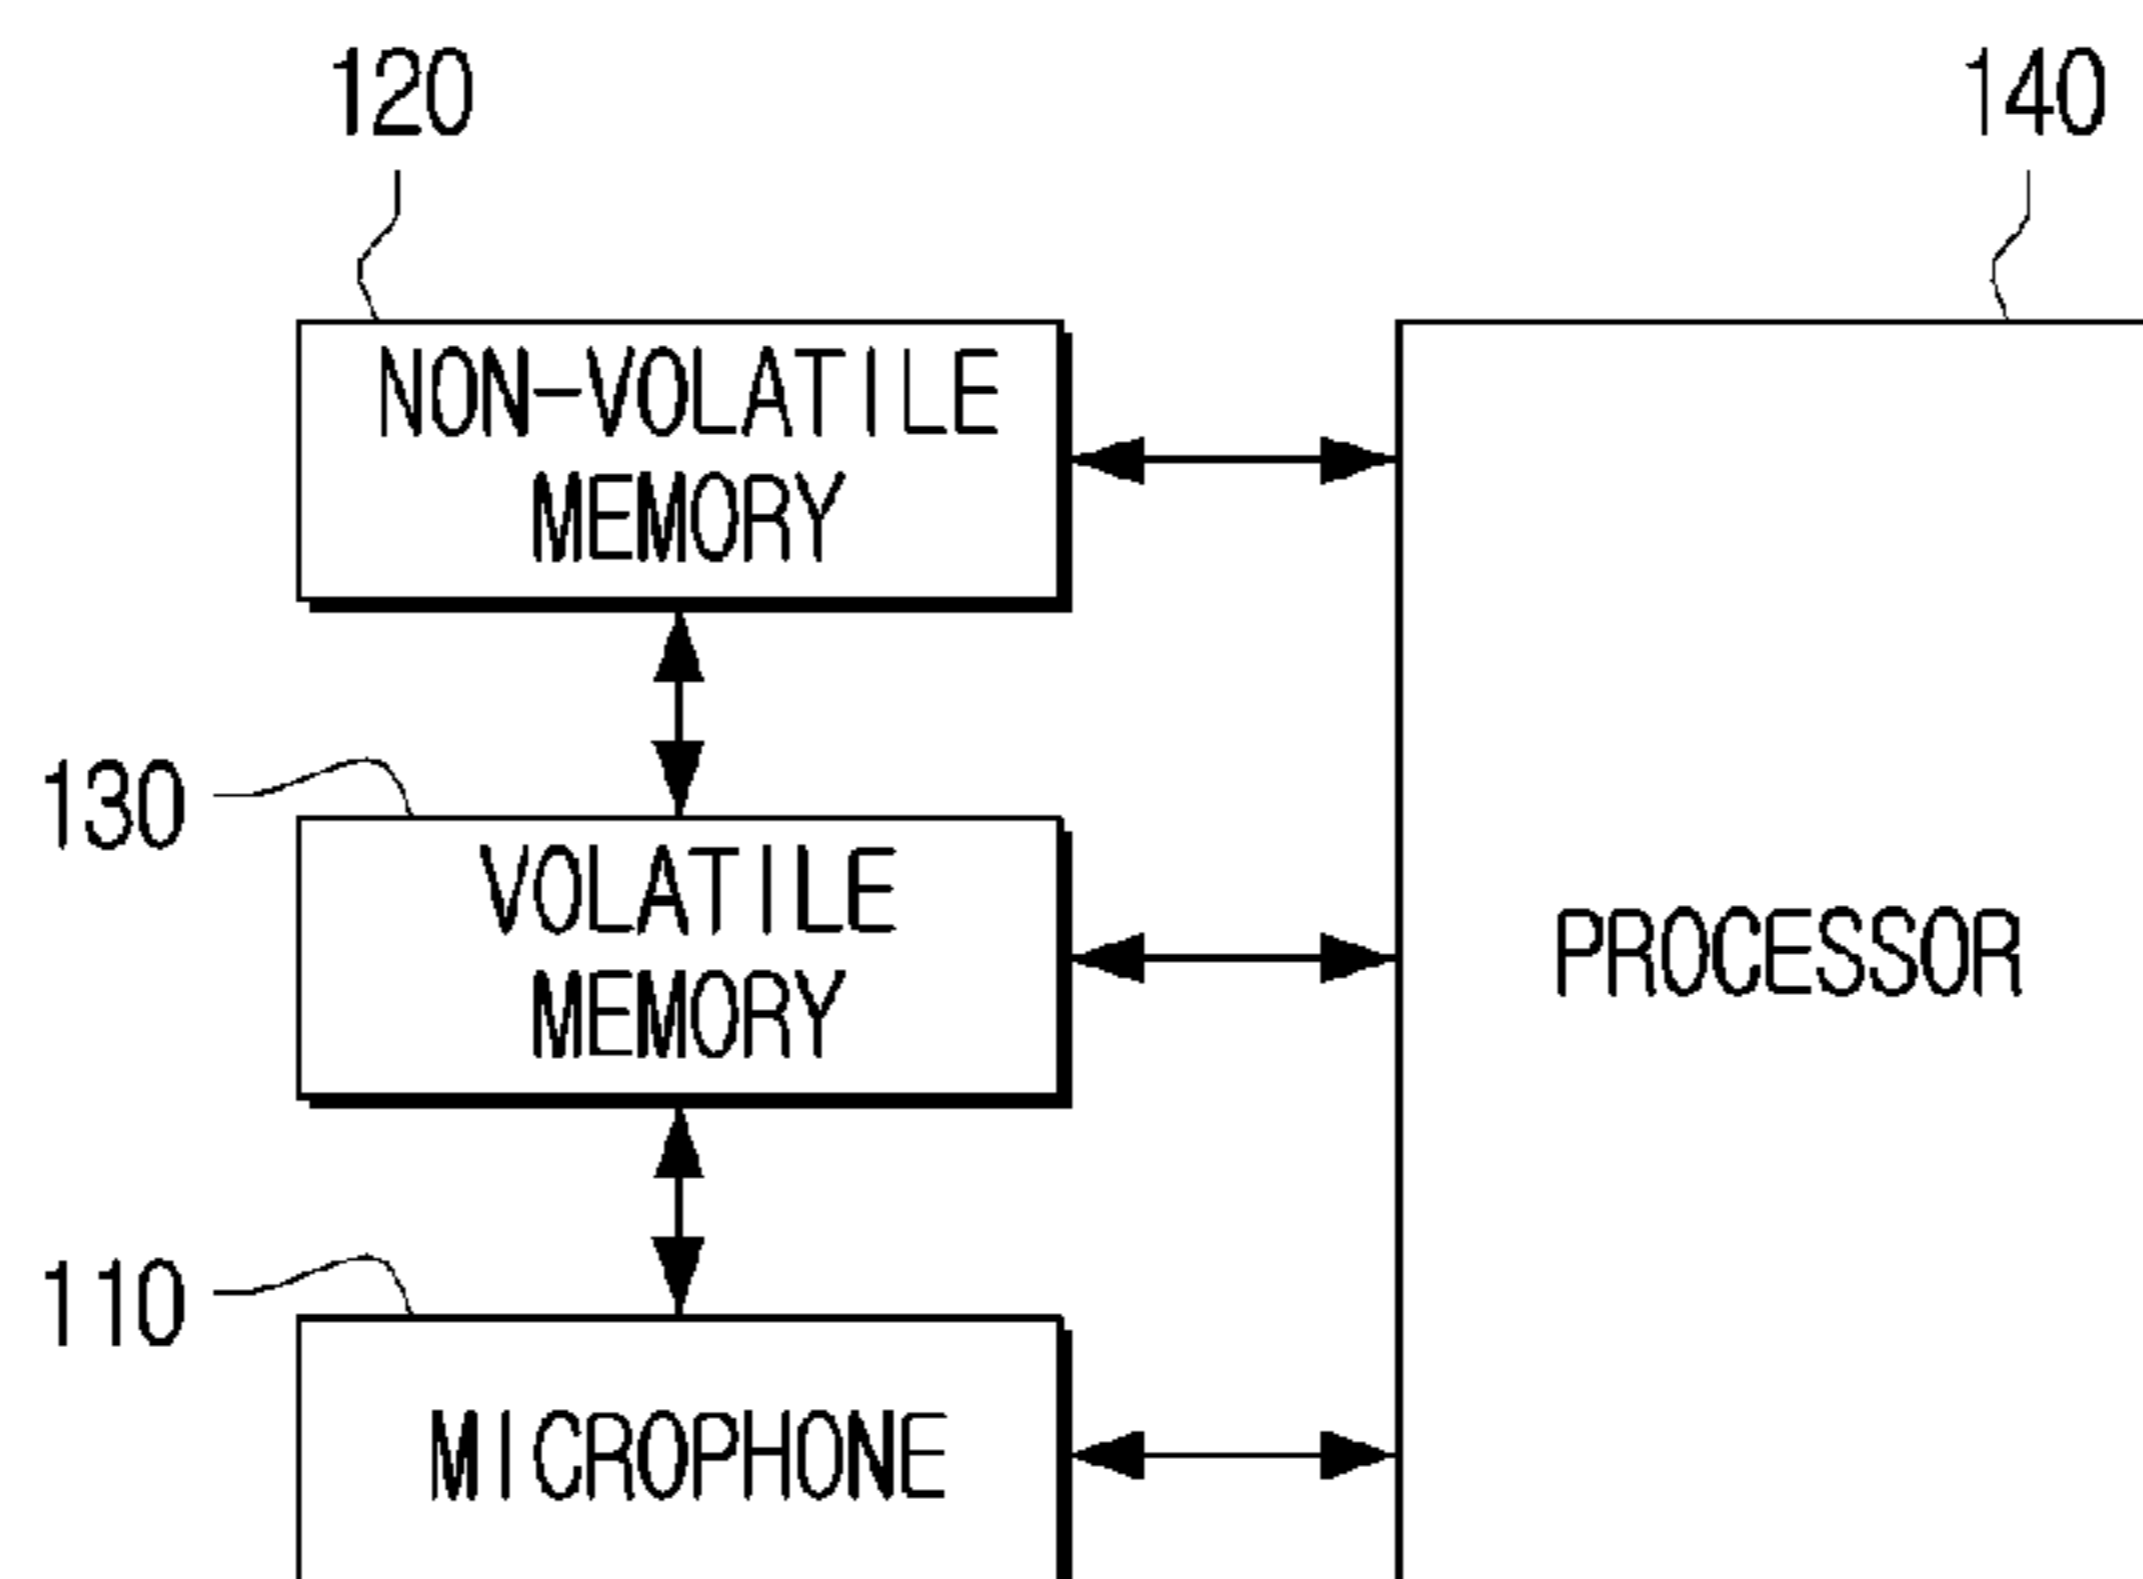 120
140
NON-VOLATILE
MEMORY
130
VOLATILE
MEMORY
PROCESSOR
110
MICROPHONE